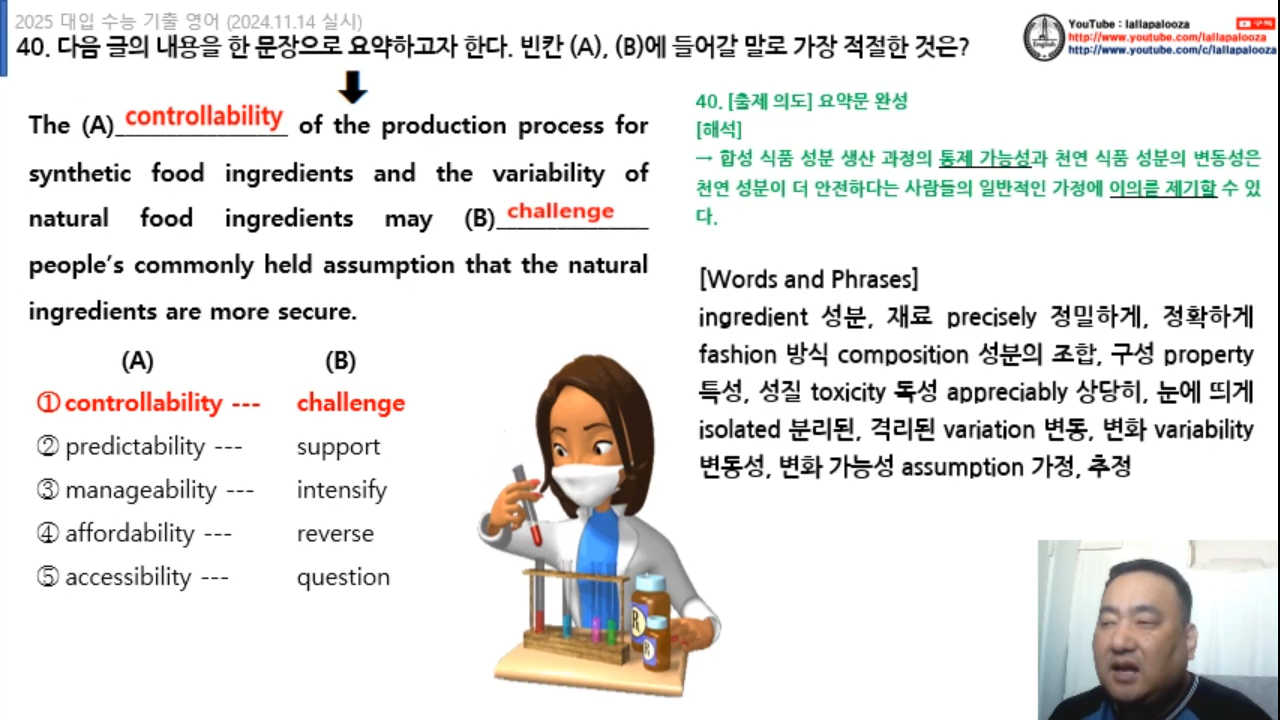 2025 대입 수능 기출 영어 (2024.11.14 실시)
40. 다음 글의 내용을 한 문장으로 요약하고자 한다. 빈칸 (A), (B)에 들어갈 말로 가장 적절한 것은?
YouTube : lallapalooza
구독
http://www.youtube.com/lallapalooza
http://www.youtube.com/c/lallapalooza
English
The (A) controllability of the production process for
synthetic food ingredients and the variability of
natural food ingredients may (B) challenge
people's commonly held assumption that the natural
ingredients are more secure.
(A) (B)
① controllability --- challenge
② predictability --- support
③ manageability --- intensify
④ affordability --- reverse
⑤ accessibility --- question
40. [출제 의도] 요약문 완성
[해석]
→ 합성 식품 성분 생산 과정의 통제 가능성과 천연 식품 성분의 변동성은
천연 성분이 더 안전하다는 사람들의 일반적인 가정에 이의를 제기할 수 있
다.
[Words and Phrases]
ingredient 성분, 재료 precisely 정밀하게, 정확하게
fashion 방식 composition 성분의 조합, 구성 property
특성, 성질 toxicity 독성 appreciably 상당히, 눈에 띄게
isolated 분리된, 격리된 variation 변동, 변화 variability
변동성, 변화 가능성 assumption 가정, 추정